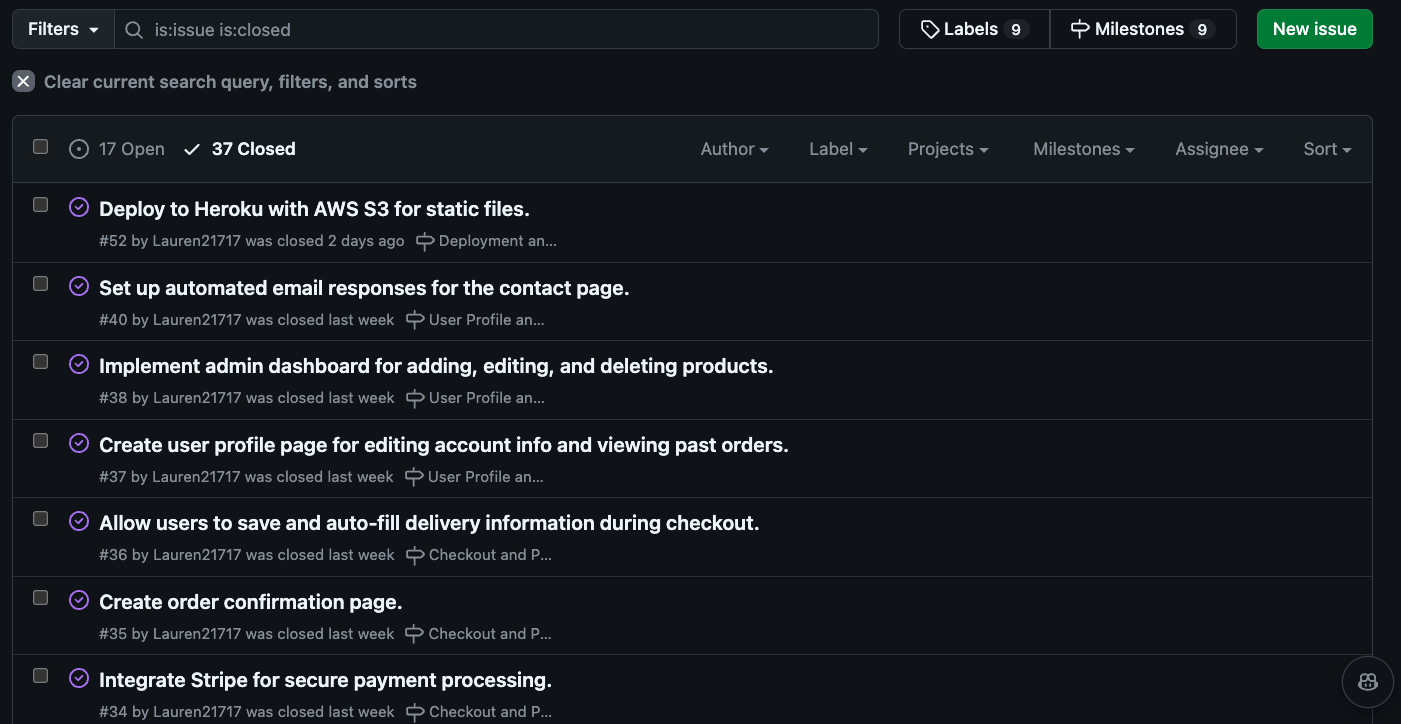 Filters is:issue is:closed Labels 9 Milestones 9 New issue
Clear current search query, filters, and sorts
17 Open 37 Closed Author Label Projects Milestones Assignee Sort
Deploy to Heroku with AWS S3 for static files.
#52 by Lauren21717 was closed 2 days ago Deployment an...
Set up automated email responses for the contact page.
#40 by Lauren21717 was closed last week User Profile an...
Implement admin dashboard for adding, editing, and deleting products.
#38 by Lauren21717 was closed last week User Profile an...
Create user profile page for editing account info and viewing past orders.
#37 by Lauren21717 was closed last week User Profile an...
Allow users to save and auto-fill delivery information during checkout.
#36 by Lauren21717 was closed last week Checkout and P...
Create order confirmation page.
#35 by Lauren21717 was closed last week Checkout and P...
Integrate Stripe for secure payment processing.
#34 by Lauren21717 was closed last week Checkout and P...